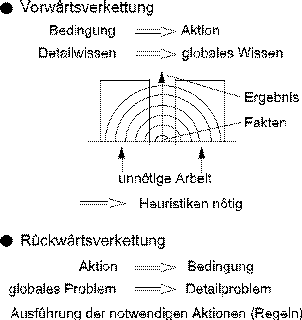 ● Vorwärtsverkettung
Bedingung ⇒ Aktion
Detailwissen ⇒ globales Wissen
Ergebnis
Fakten
unnötige Arbeit
⇒ Heuristiken nötig
● Rückwärtsverkettung
Aktion ⇒ Bedingung
globales Problem ⇒ Detailproblem
Ausführung der notwendigen Aktionen (Regeln)